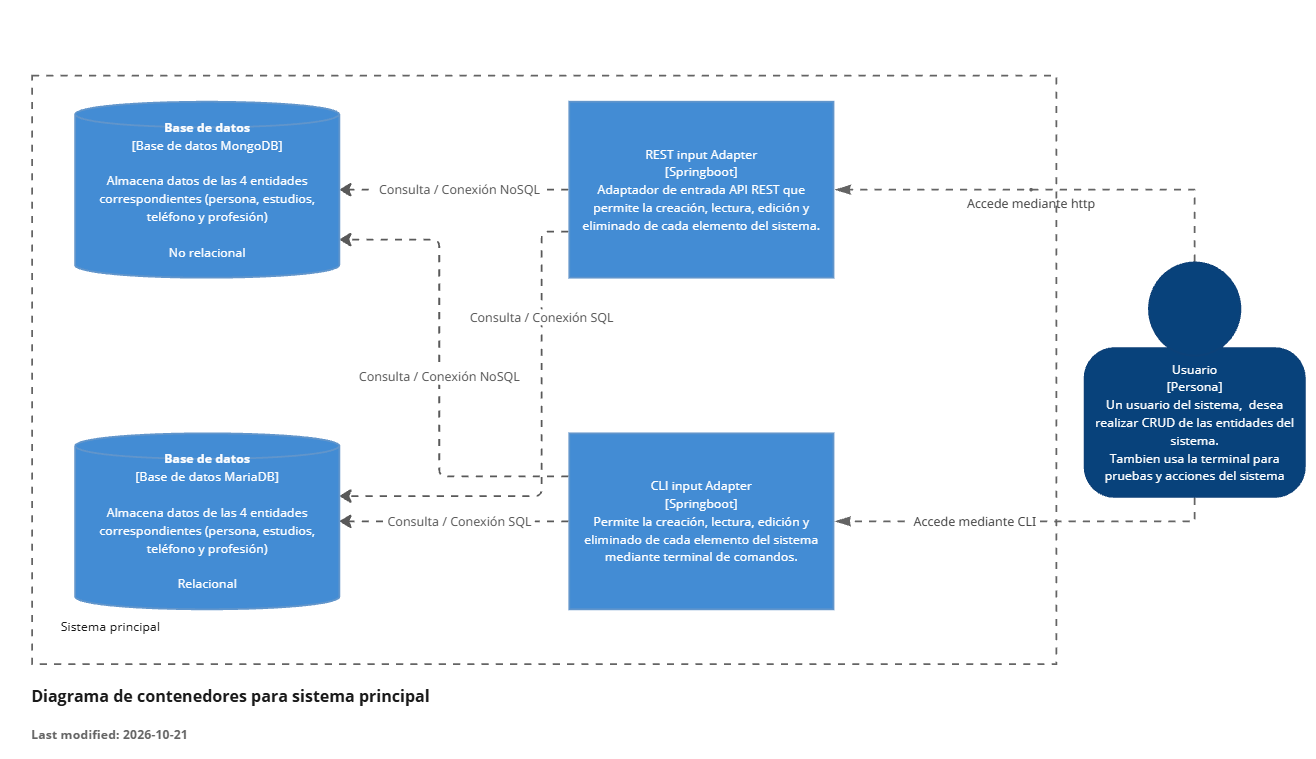 Base de datos
[Base de datos MongoDB]
Almacena datos de las 4 entidades
correspondientes (persona, estudios,
teléfono y profesión)
No relacional
Consulta / Conexión NoSQL
REST input Adapter
[Springboot]
Adaptador de entrada API REST que
permite la creación, lectura, edición y
eliminado de cada elemento del sistema.
Accede mediante http
Consulta / Conexión SQL
Consulta / Conexión NoSQL
Usuario
[Persona]
Un usuario del sistema, desea
realizar CRUD de las entidades del
sistema.
Tambien usa la terminal para
pruebas y acciones del sistema
Base de datos
[Base de datos MariaDB]
Almacena datos de las 4 entidades
correspondientes (persona, estudios,
teléfono y profesión)
Relacional
Consulta / Conexión SQL
CLI input Adapter
[Springboot]
Permite la creación, lectura, edición y
eliminado de cada elemento del sistema
mediante terminal de comandos.
Accede mediante CLI
Sistema principal
Diagrama de contenedores para sistema principal
Last modified: 2026-10-21